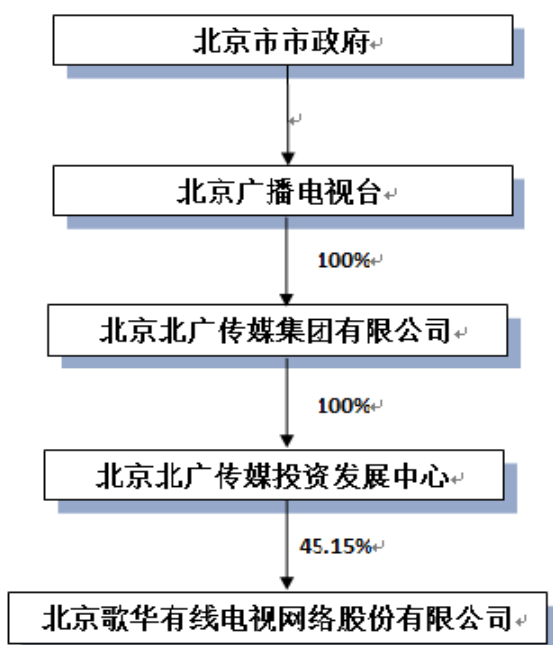 北京市市政府
北京广播电视台
100%
北京北广传媒集团有限公司
100%
北京北广传媒投资发展中心
45.15%
北京歌华有线电视网络股份有限公司